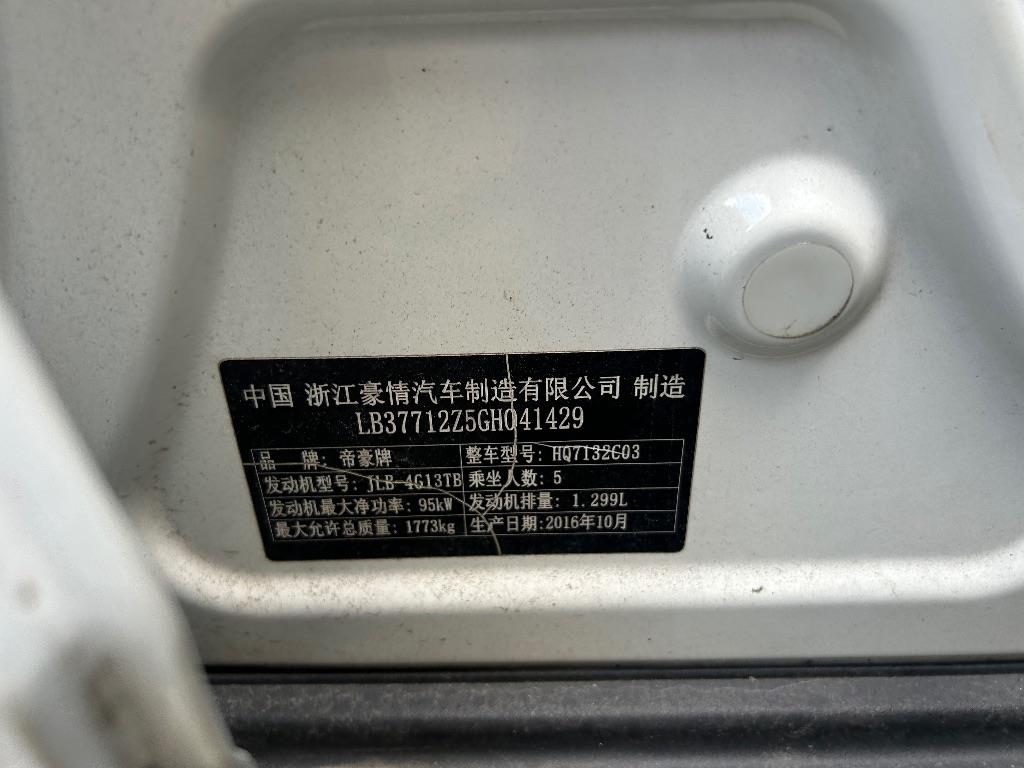 中国 浙江豪情汽车制造有限公司 制造
LB37712Z5GH041429
品 牌: 帝豪牌 整车型号: HQ7132C03
发动机型号: JLB-4G13TB 乘坐人数: 5
发动机最大净功率: 95kW 发动机排量: 1.299L
最大允许总质量: 1773kg 生产日期:2016年10月